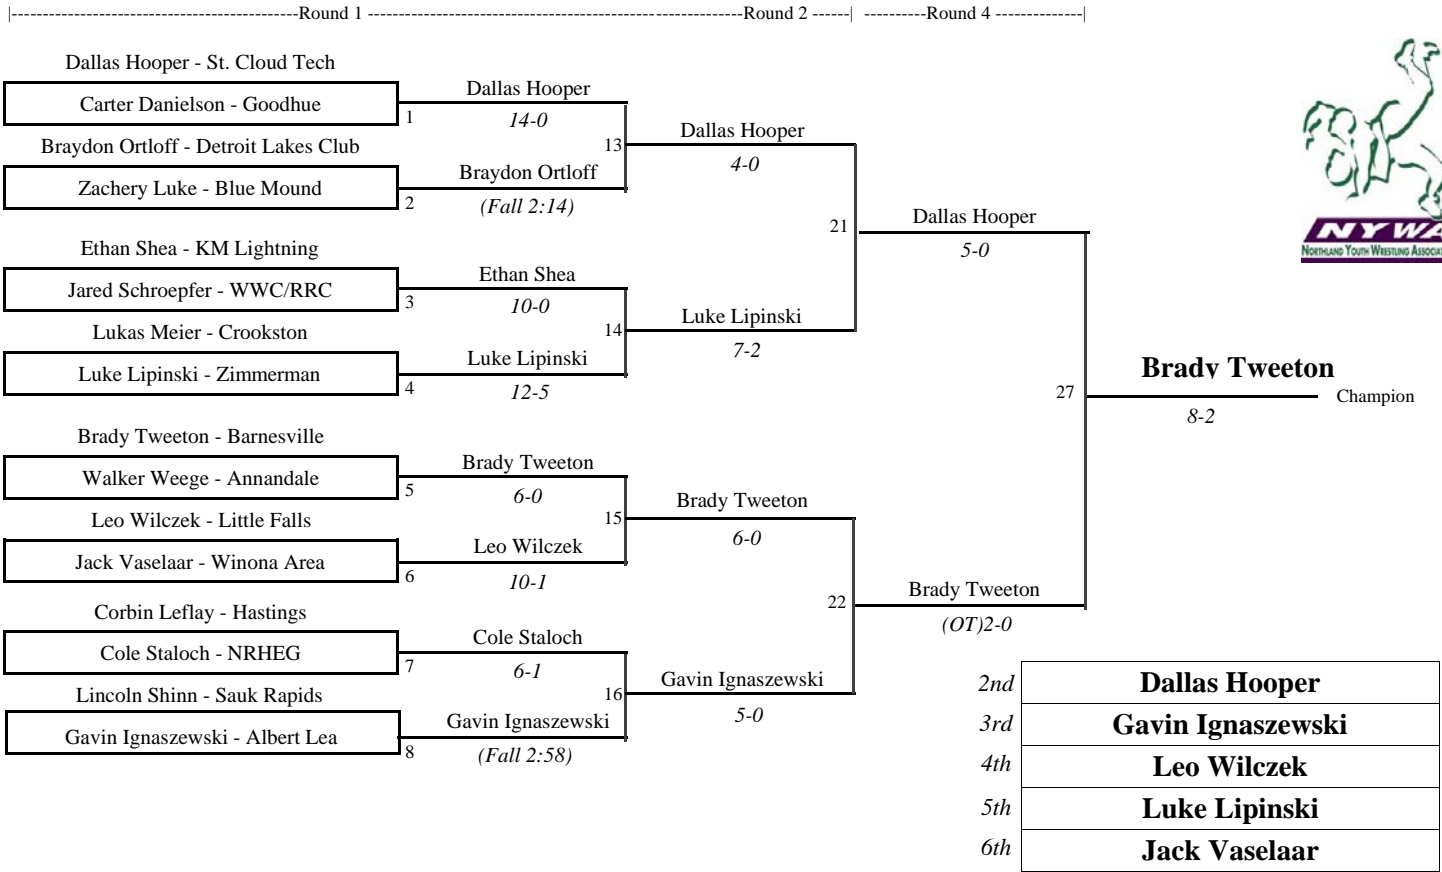 |----------------------------------------------Round 1 ------------------------------------------------------------Round 2 ------| ----------Round 4 --------------|
Dallas Hooper - St. Cloud Tech
Carter Danielson - Goodhue
1
Braydon Ortloff - Detroit Lakes Club
Zachery Luke - Blue Mound
2
Ethan Shea - KM Lightning
Jared Schroepfer - WWC/RRC
3
Lukas Meier - Crookston
Luke Lipinski - Zimmerman
4
Brady Tweeton - Barnesville
Walker Weege - Annandale
5
Leo Wilczek - Little Falls
Jack Vaselaar - Winona Area
6
Corbin Leflay - Hastings
Cole Staloch - NRHEG
7
Lincoln Shinn - Sauk Rapids
Gavin Ignaszewski - Albert Lea
8
Dallas Hooper
14-0
13
Braydon Ortloff
(Fall 2:14)
Ethan Shea
10-0
14
Luke Lipinski
12-5
Brady Tweeton
6-0
15
Leo Wilczek
10-1
Cole Staloch
6-1
16
Gavin Ignaszewski
(Fall 2:58)
Dallas Hooper
4-0
21
Luke Lipinski
7-2
Brady Tweeton
6-0
22
Gavin Ignaszewski
5-0
Dallas Hooper
5-0
27
Brady Tweeton
(OT)2-0
Brady Tweeton
Champion
8-2
NYWA
NORTHLAND YOUTH WRESTLING ASSOCIAT
2nd Dallas Hooper
3rd Gavin Ignaszewski
4th Leo Wilczek
5th Luke Lipinski
6th Jack Vaselaar